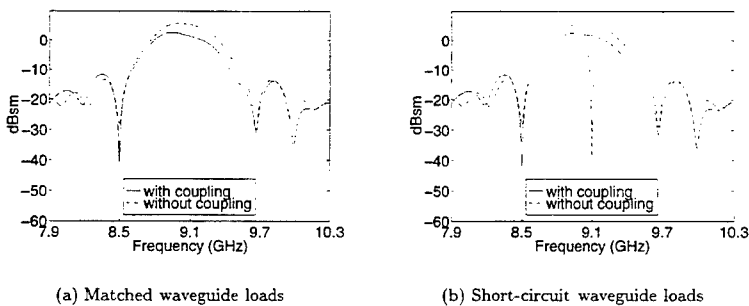 0
−10
−20
−30
−40
−50
−60
dBsm
with coupling
without coupling
7.9 8.5 9.1 9.7 10.3
Frequency (GHz)
(a) Matched waveguide loads
0
−10
−20
−30
−40
−50
−60
dBsm
with coupling
without coupling
7.9 8.5 9.1 9.7 10.3
Frequency (GHz)
(b) Short-circuit waveguide loads